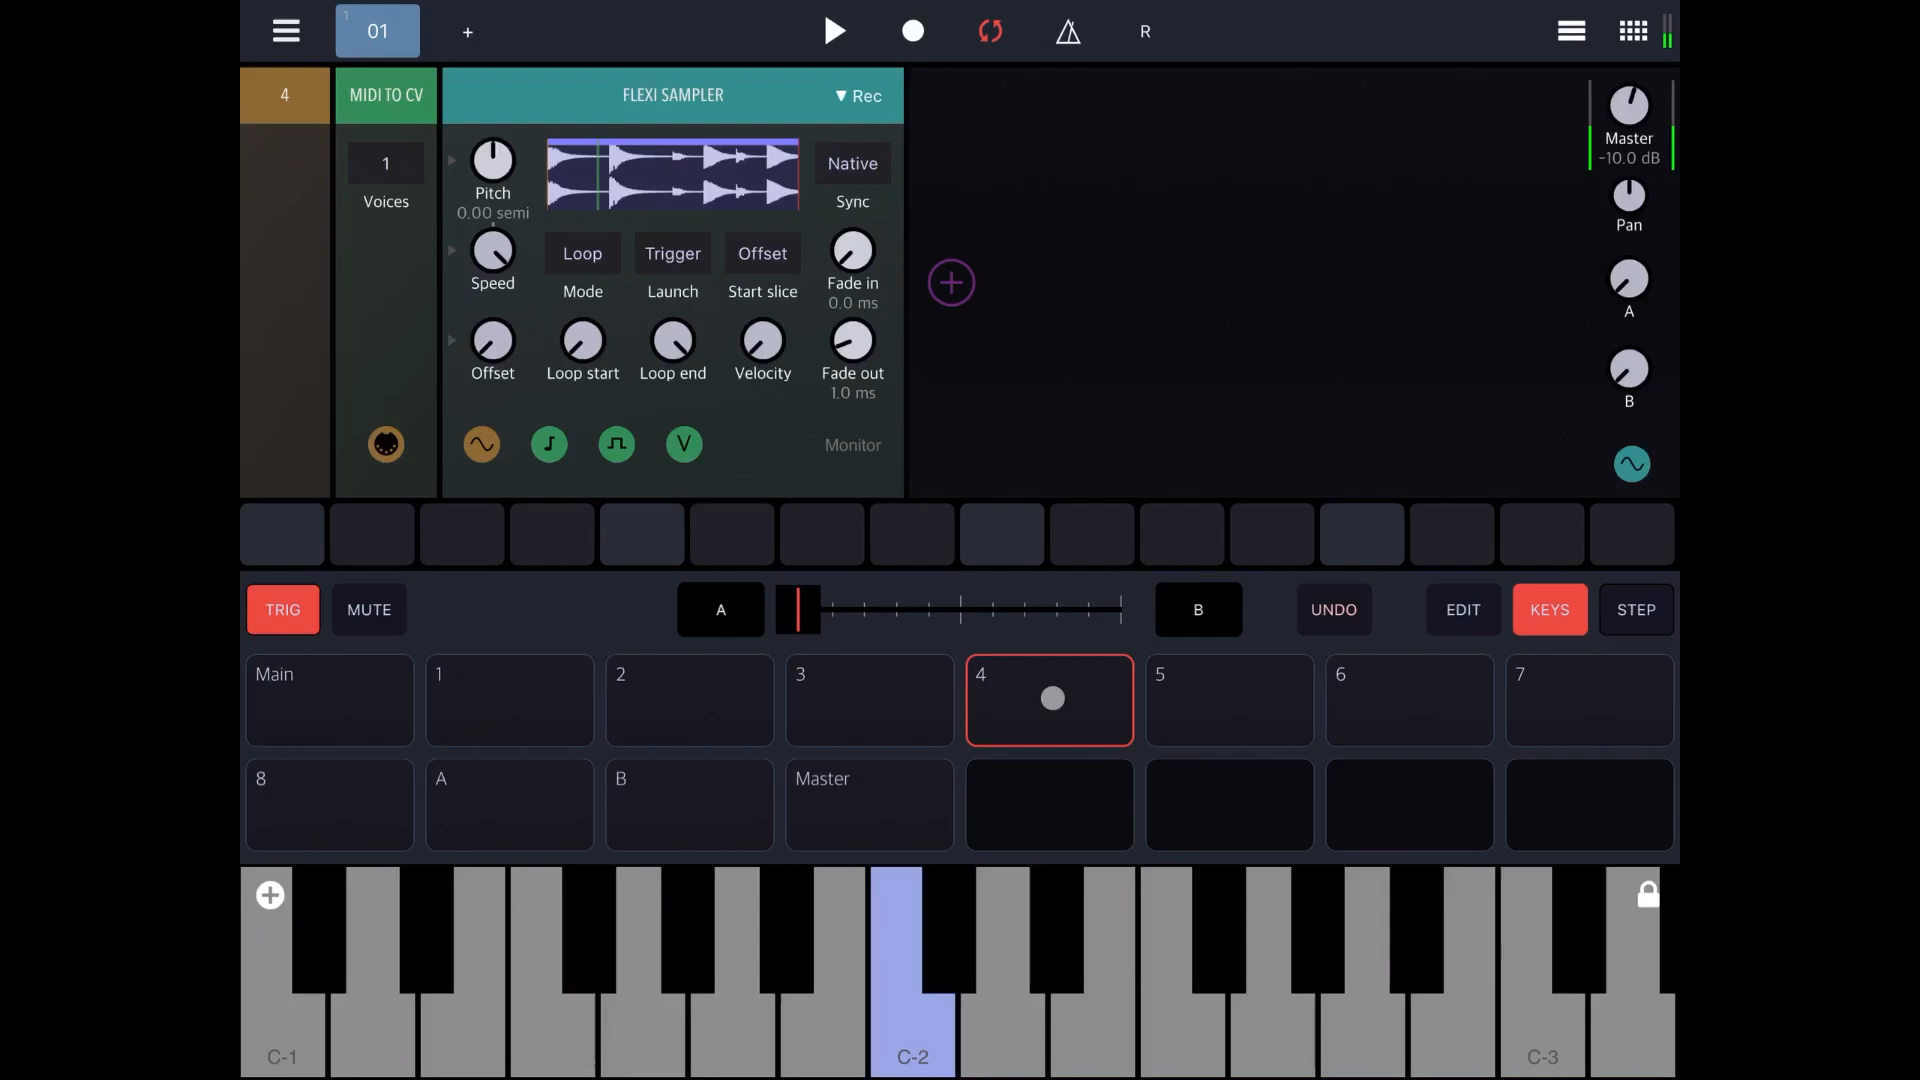 1
01
+
R
4
MIDI TO CV
FLEXI SAMPLER
▼ Rec
1
Voices
Pitch
0.00 semi
Native
Sync
Speed
Loop
Mode
Trigger
Launch
Offset
Start slice
Fade in
0.0 ms
Offset
Loop start
Loop end
Velocity
Fade out
1.0 ms
V
Monitor
Master
-10.0 dB
Pan
A
B
TRIG
MUTE
A
B
UNDO
EDIT
KEYS
STEP
Main
1
2
3
4
5
6
7
8
A
B
Master
C-1
C-2
C-3